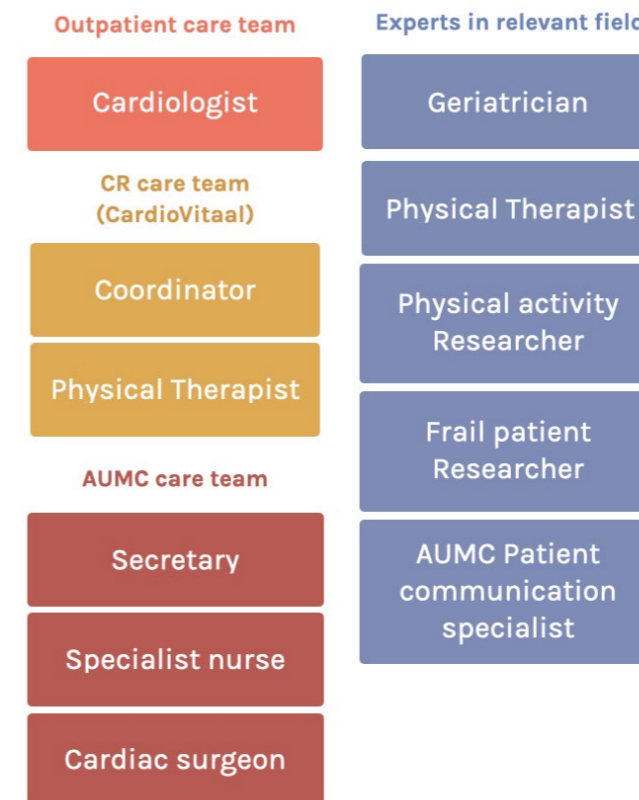 Outpatient care team
Cardiologist
CR care team
(CardioVitaal)
Coordinator
Physical Therapist
AUMC care team
Secretary
Specialist nurse
Cardiac surgeon
Experts in relevant field
Geriatrician
Physical Therapist
Physical activity
Researcher
Frail patient
Researcher
AUMC Patient
communication
specialist